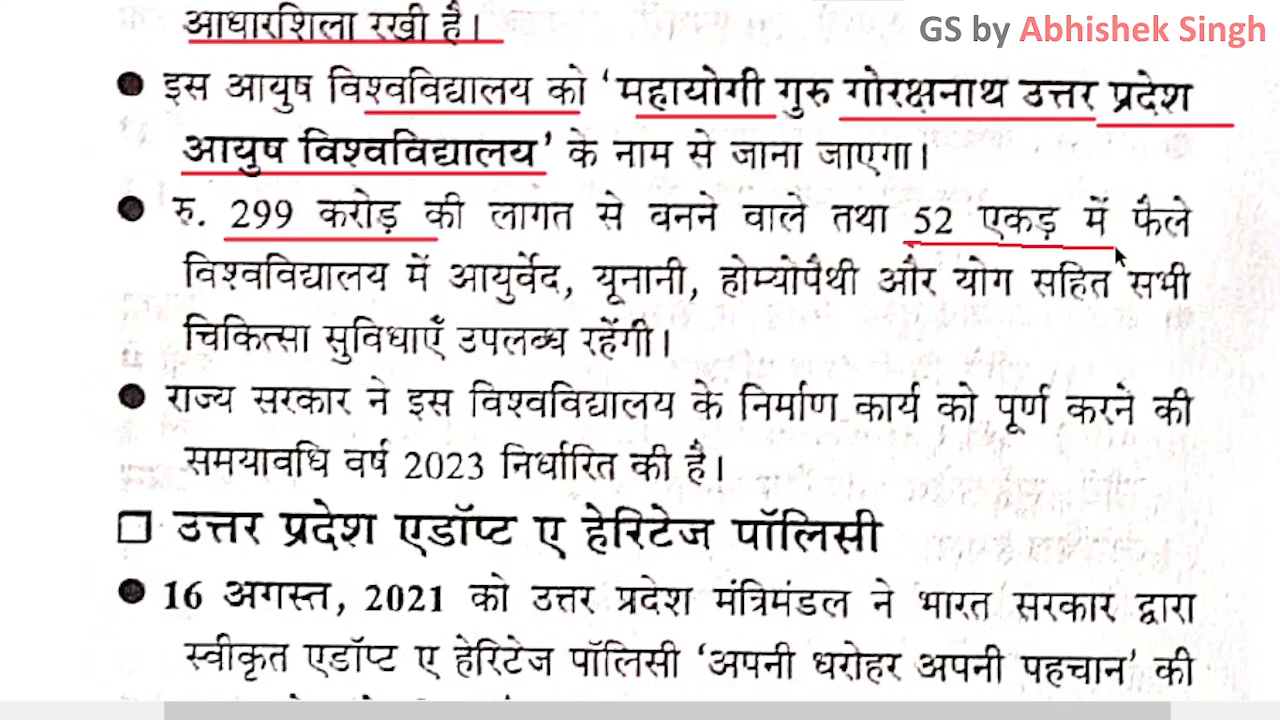 GS by Abhishek Singh
आधारशिला रखी है।
● इस आयुष विश्वविद्यालय को ‘महायोगी गुरु गोरक्षनाथ उत्तर प्रदेश
आयुष विश्वविद्यालय’ के नाम से जाना जाएगा।
● रु. 299 करोड़ की लागत से बनने वाले तथा 52 एकड़ में फैले
विश्वविद्यालय में आयुर्वेद, यूनानी, होम्योपैथी और योग सहित सभी
चिकित्सा सुविधाएँ उपलब्ध रहेंगी।
● राज्य सरकार ने इस विश्वविद्यालय के निर्माण कार्य को पूर्ण करने की
समयावधि वर्ष 2023 निर्धारित की है।
❑ उत्तर प्रदेश एडॉप्ट ए हेरिटेज पॉलिसी
● 16 अगस्त, 2021 को उत्तर प्रदेश मंत्रिमंडल ने भारत सरकार द्वारा
स्वीकृत एडॉप्ट ए हेरिटेज पॉलिसी ‘अपनी धरोहर अपनी पहचान’ की